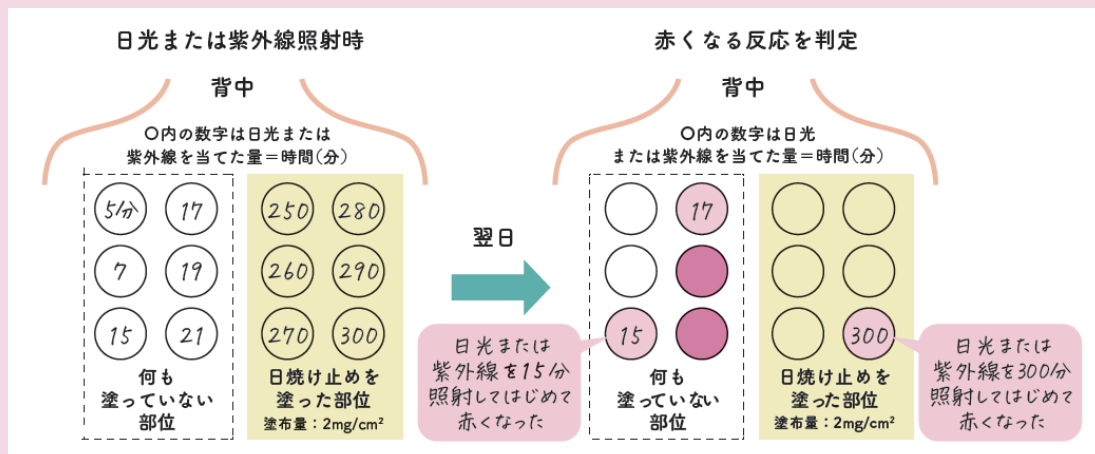 日光または紫外線照射時
背中
○内の数字は日光または
紫外線を当てた量＝時間(分)
5分 17
7 19
15 21
何も
塗っていない
部位
250 280
260 290
270 300
日焼け止めを
塗った部位
塗布量：2mg/cm²
翌日
赤くなる反応を判定
背中
○内の数字は日光
または紫外線を当てた量＝時間(分)
17
15
日光または
紫外線を15分
照射してはじめて
赤くなった
何も
塗っていない
部位
300
日焼け止めを
塗った部位
塗布量：2mg/cm²
日光または
紫外線を300分
照射してはじめて
赤くなった